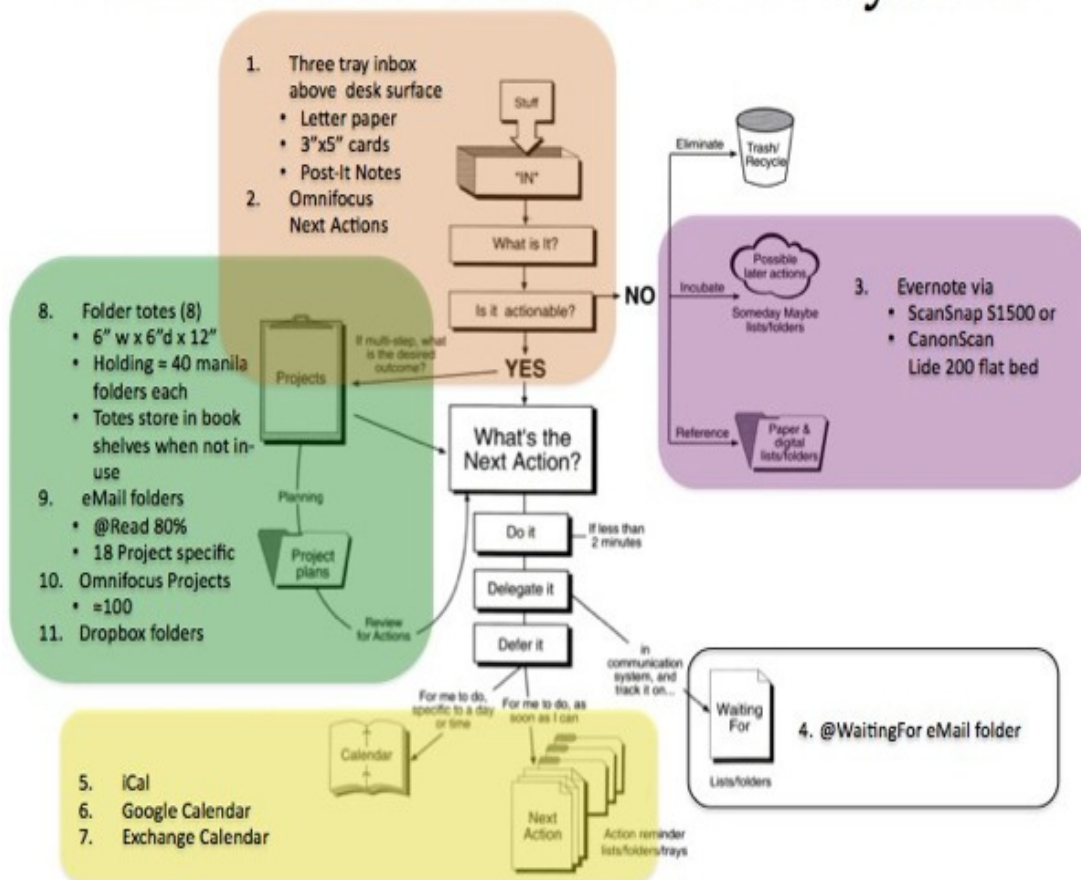 1. Three tray inbox
above desk surface
• Letter paper
• 3"x5" cards
• Post-It Notes
2. Omnifocus
Next Actions
Stuff
"IN"
What is It?
Is it actionable?
NO
YES
Eliminate
Trash/
Recycle
Incubate
Possible
later actions
Someday Maybe
lists/folders
Reference
Paper &
digital
lists/folders
3. Evernote via
• ScanSnap S1500 or
• CanonScan
Lide 200 flat bed
8. Folder totes (8)
• 6" w x 6"d x 12"
• Holding ≈ 40 manila
folders each
• Totes store in book
shelves when not in-
use
9. eMail folders
• @Read 80%
• 18 Project specific
10. Omnifocus Projects
• ≈100
11. Dropbox folders
If multi-step, what
is the desired
outcome?
Projects
Planning
Project
plans
Review
for Actions
What's the
Next Action?
Do it
If less than
2 minutes
Delegate it
Defer it
in
communication
system, and
track it on...
Waiting
For
Lists/folders
4. @WaitingFor eMail folder
For me to do,
specific to a day
or time
For me to do, as
soon as I can
Calendar
Next
Action
Action reminder
lists/folders/trays
5. iCal
6. Google Calendar
7. Exchange Calendar